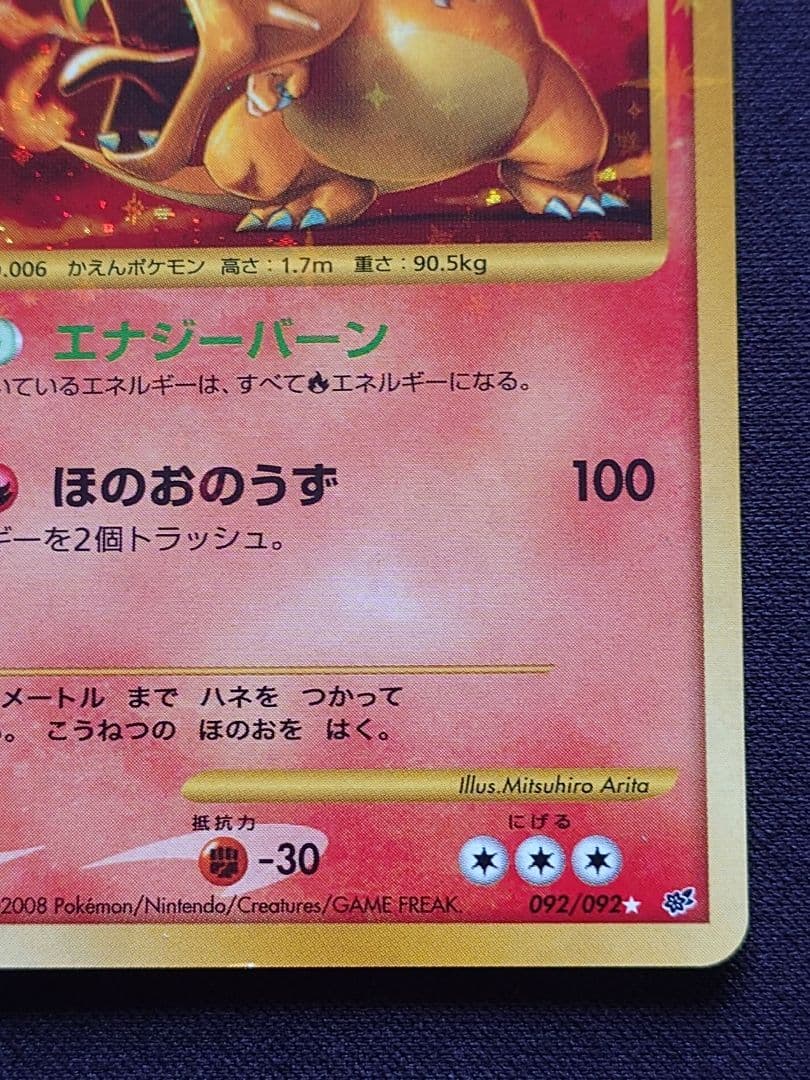 .006 かえんポケモン 高さ：1.7m 重さ：90.5kg
エナジーバーン
いているエネルギーは、すべて エネルギーになる。
ほのおのうず 100
ギーを2個トラッシュ。
メートル まで ハネを つかって
。 こうねつの ほのおを はく。
Illus.Mitsuhiro Arita
抵抗力 にげる
-30
2008 Pokémon/Nintendo/Creatures/GAME FREAK. 092/092★